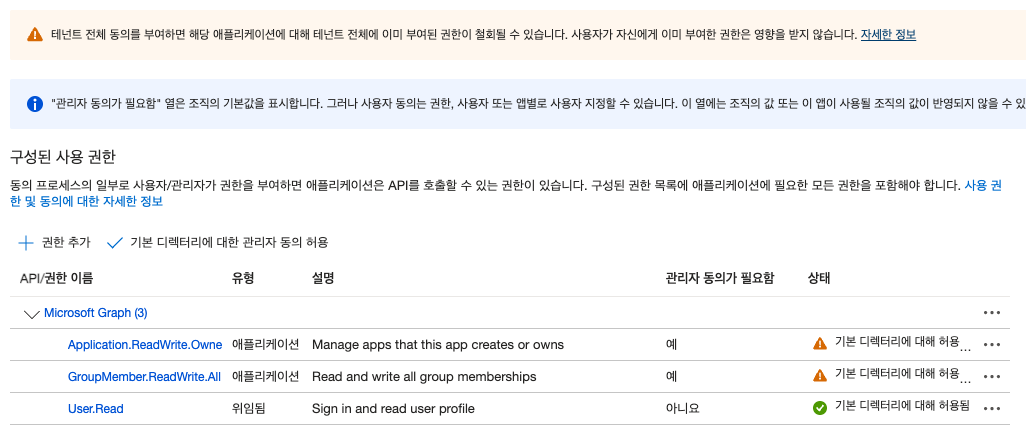 테넌트 전체 동의를 부여하면 해당 애플리케이션에 대해 테넌트 전체에 이미 부여된 권한이 철회될 수 있습니다. 사용자가 자신에게 이미 부여한 권한은 영향을 받지 않습니다. 자세한 정보
"관리자 동의가 필요함" 열은 조직의 기본값을 표시합니다. 그러나 사용자 동의는 권한, 사용자 또는 앱별로 사용자 지정할 수 있습니다. 이 열에는 조직의 값 또는 이 앱이 사용될 조직의 값이 반영되지 않을 수 있
구성된 사용 권한
동의 프로세스의 일부로 사용자/관리자가 권한을 부여하면 애플리케이션은 API를 호출할 수 있는 권한이 있습니다. 구성된 권한 목록에 애플리케이션에 필요한 모든 권한을 포함해야 합니다. 사용 권
한 및 동의에 대한 자세한 정보
권한 추가 기본 디렉터리에 대한 관리자 동의 허용
API/권한 이름 유형 설명 관리자 동의가 필요함 상태
Microsoft Graph (3) ...
Application.ReadWrite.Owne 애플리케이션 Manage apps that this app creates or owns 예 기본 디렉터리에 대해 허용... ...
GroupMember.ReadWrite.All 애플리케이션 Read and write all group memberships 예 기본 디렉터리에 대해 허용... ...
User.Read 위임됨 Sign in and read user profile 아니요 기본 디렉터리에 대해 허용됨 ...